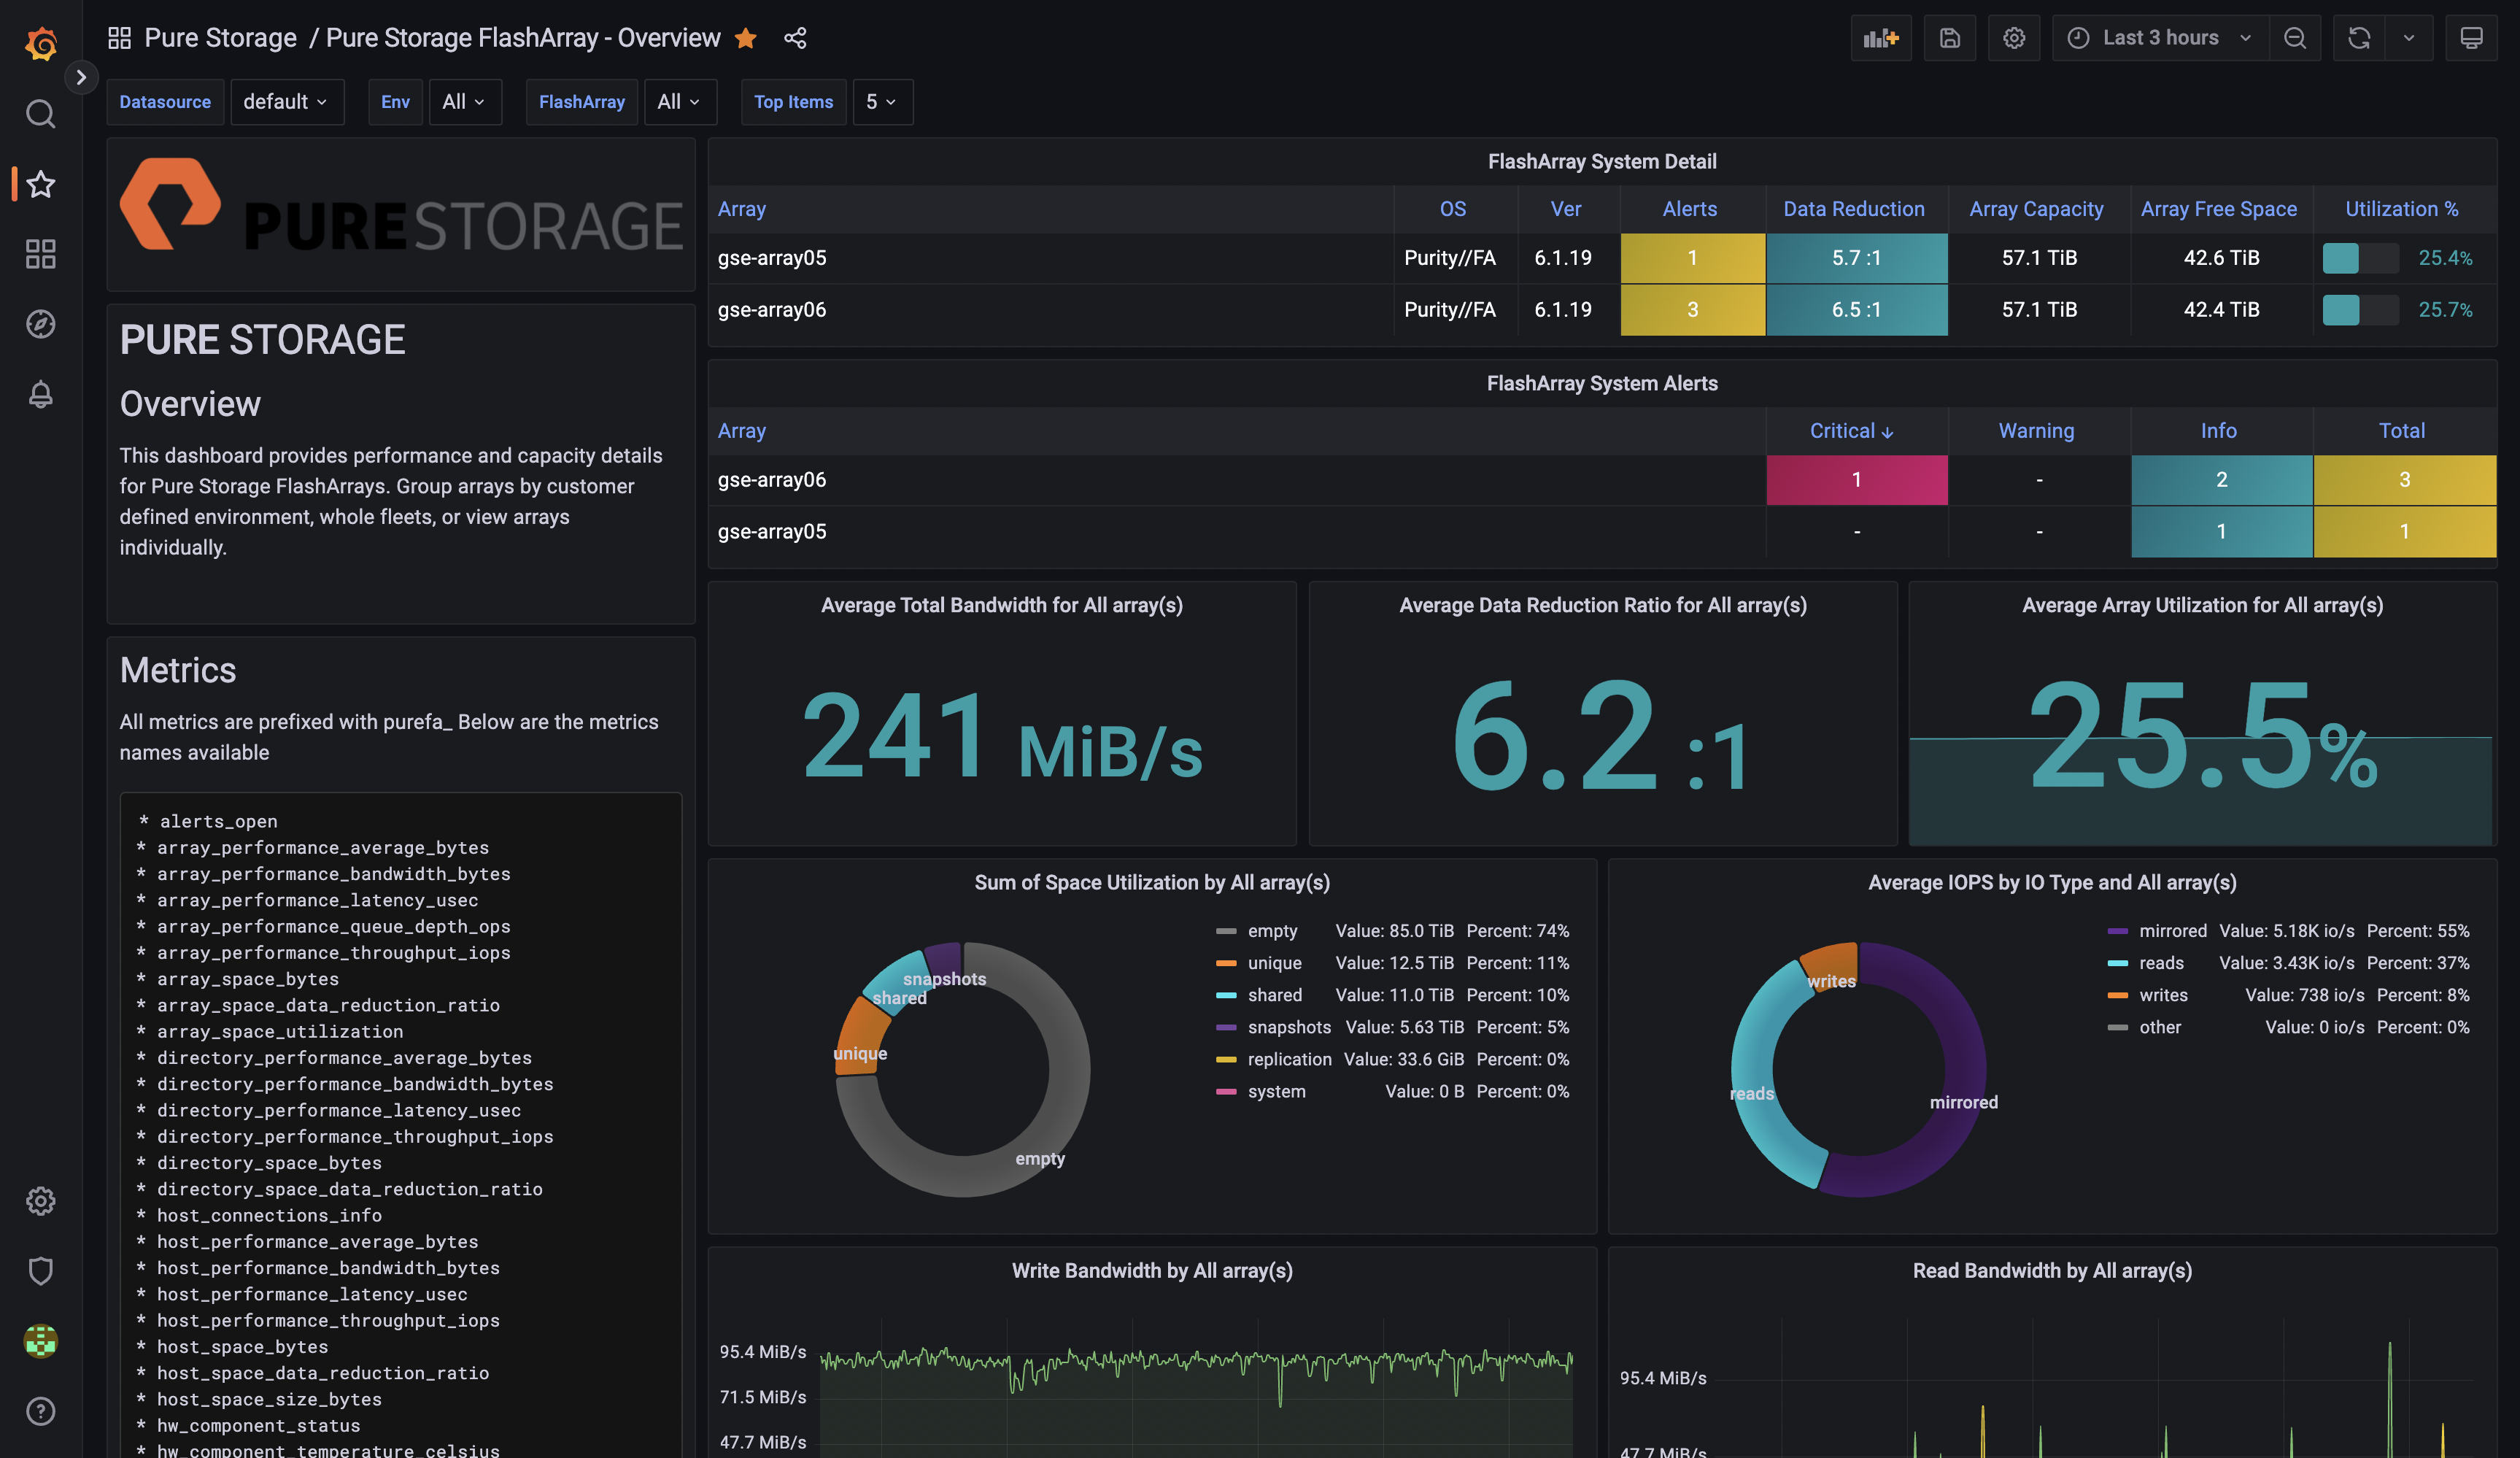 Pure Storage / Pure Storage FlashArray - Overview
Last 3 hours
Datasource default Env All FlashArray All Top Items 5
PURE STORAGE
PURE STORAGE
Overview
This dashboard provides performance and capacity details
for Pure Storage FlashArrays. Group arrays by customer
defined environment, whole fleets, or view arrays
individually.
Metrics
All metrics are prefixed with purefa_ Below are the metrics
names available
* alerts_open
* array_performance_average_bytes
* array_performance_bandwidth_bytes
* array_performance_latency_usec
* array_performance_queue_depth_ops
* array_performance_throughput_iops
* array_space_bytes
* array_space_data_reduction_ratio
* array_space_utilization
* directory_performance_average_bytes
* directory_performance_bandwidth_bytes
* directory_performance_latency_usec
* directory_performance_throughput_iops
* directory_space_bytes
* directory_space_data_reduction_ratio
* host_connections_info
* host_performance_average_bytes
* host_performance_bandwidth_bytes
* host_performance_latency_usec
* host_performance_throughput_iops
* host_space_bytes
* host_space_data_reduction_ratio
* host_space_size_bytes
* hw_component_status
* hw_component_temperature_celsius
FlashArray System Detail
Array OS Ver Alerts Data Reduction Array Capacity Array Free Space Utilization %
gse-array05 Purity//FA 6.1.19 1 5.7 :1 57.1 TiB 42.6 TiB 25.4%
gse-array06 Purity//FA 6.1.19 3 6.5 :1 57.1 TiB 42.4 TiB 25.7%
FlashArray System Alerts
Array Critical ↓ Warning Info Total
gse-array06 1 - 2 3
gse-array05 - - 1 1
Average Total Bandwidth for All array(s)
241 MiB/s
Average Data Reduction Ratio for All array(s)
6.2 :1
Average Array Utilization for All array(s)
25.5%
Sum of Space Utilization by All array(s)
snapshots
shared
unique
empty
empty Value: 85.0 TiB Percent: 74%
unique Value: 12.5 TiB Percent: 11%
shared Value: 11.0 TiB Percent: 10%
snapshots Value: 5.63 TiB Percent: 5%
replication Value: 33.6 GiB Percent: 0%
system Value: 0 B Percent: 0%
Average IOPS by IO Type and All array(s)
writes
reads
mirrored
mirrored Value: 5.18K io/s Percent: 55%
reads Value: 3.43K io/s Percent: 37%
writes Value: 738 io/s Percent: 8%
other Value: 0 io/s Percent: 0%
Write Bandwidth by All array(s)
95.4 MiB/s
71.5 MiB/s
47.7 MiB/s
Read Bandwidth by All array(s)
95.4 MiB/s
47.7 MiB/s